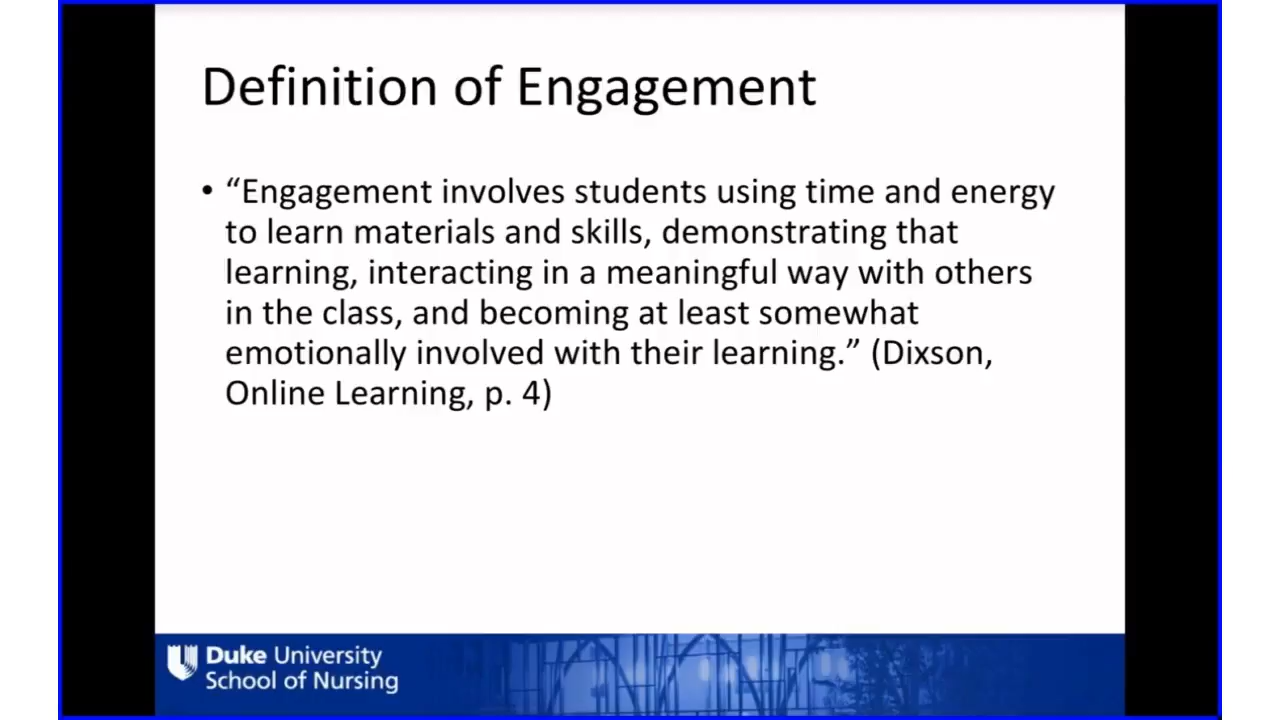 Definition of Engagement
• “Engagement involves students using time and energy
to learn materials and skills, demonstrating that
learning, interacting in a meaningful way with others
in the class, and becoming at least somewhat
emotionally involved with their learning.” (Dixson,
Online Learning, p. 4)
Duke University
School of Nursing